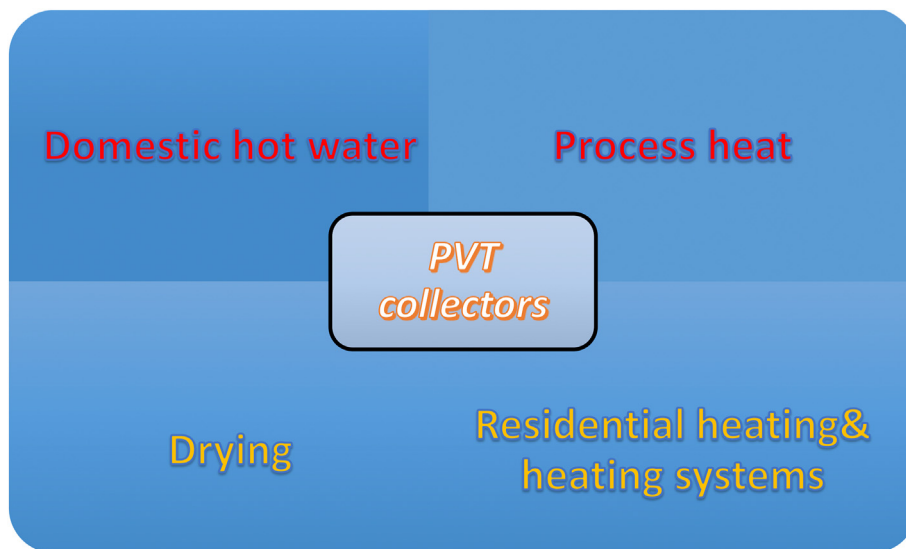 Domestic hot water
Process heat
PVT
collectors
Drying
Residential heating&
heating systems